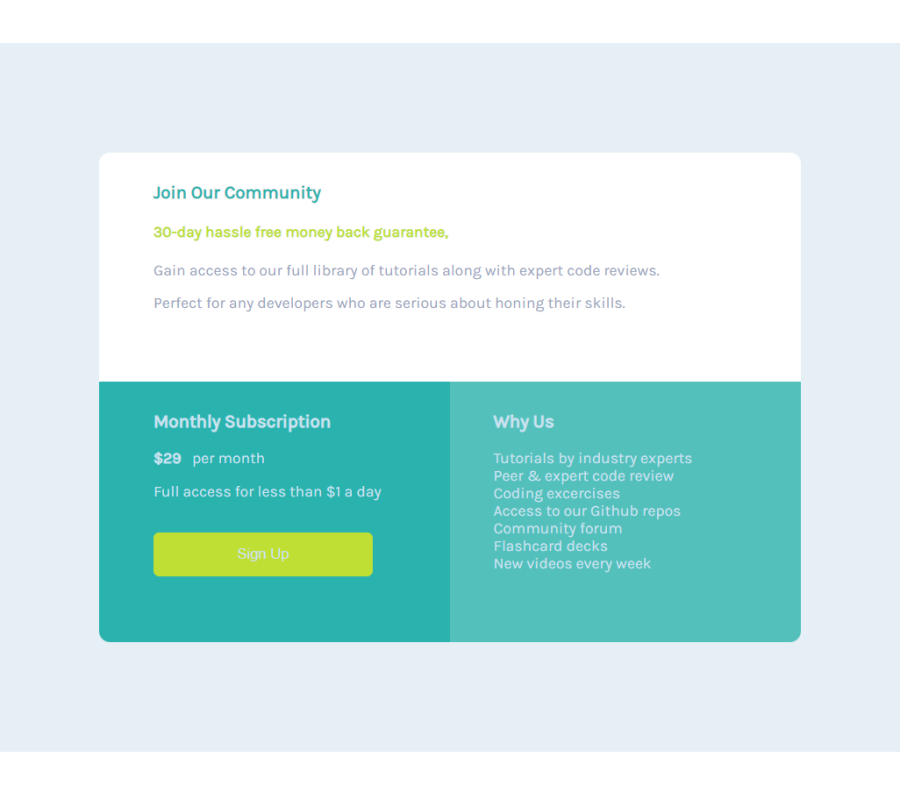 Join Our Community
30-day hassle free money back guarantee,
Gain access to our full library of tutorials along with expert code reviews.
Perfect for any developers who are serious about honing their skills.
Monthly Subscription
$29 per month
Full access for less than $1 a day
Sign Up
Why Us
Tutorials by industry experts
Peer & expert code review
Coding excercises
Access to our Github repos
Community forum
Flashcard decks
New videos every week